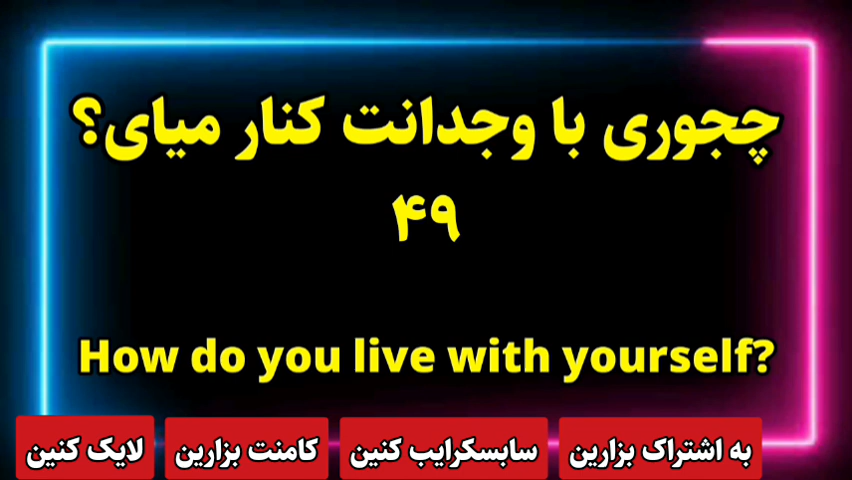 چجوری با وجدانت کنار میای؟
۴۹
How do you live with yourself?
به اشتراک بزارین سابسکرایب کنین کامنت بزارین لایک کنین